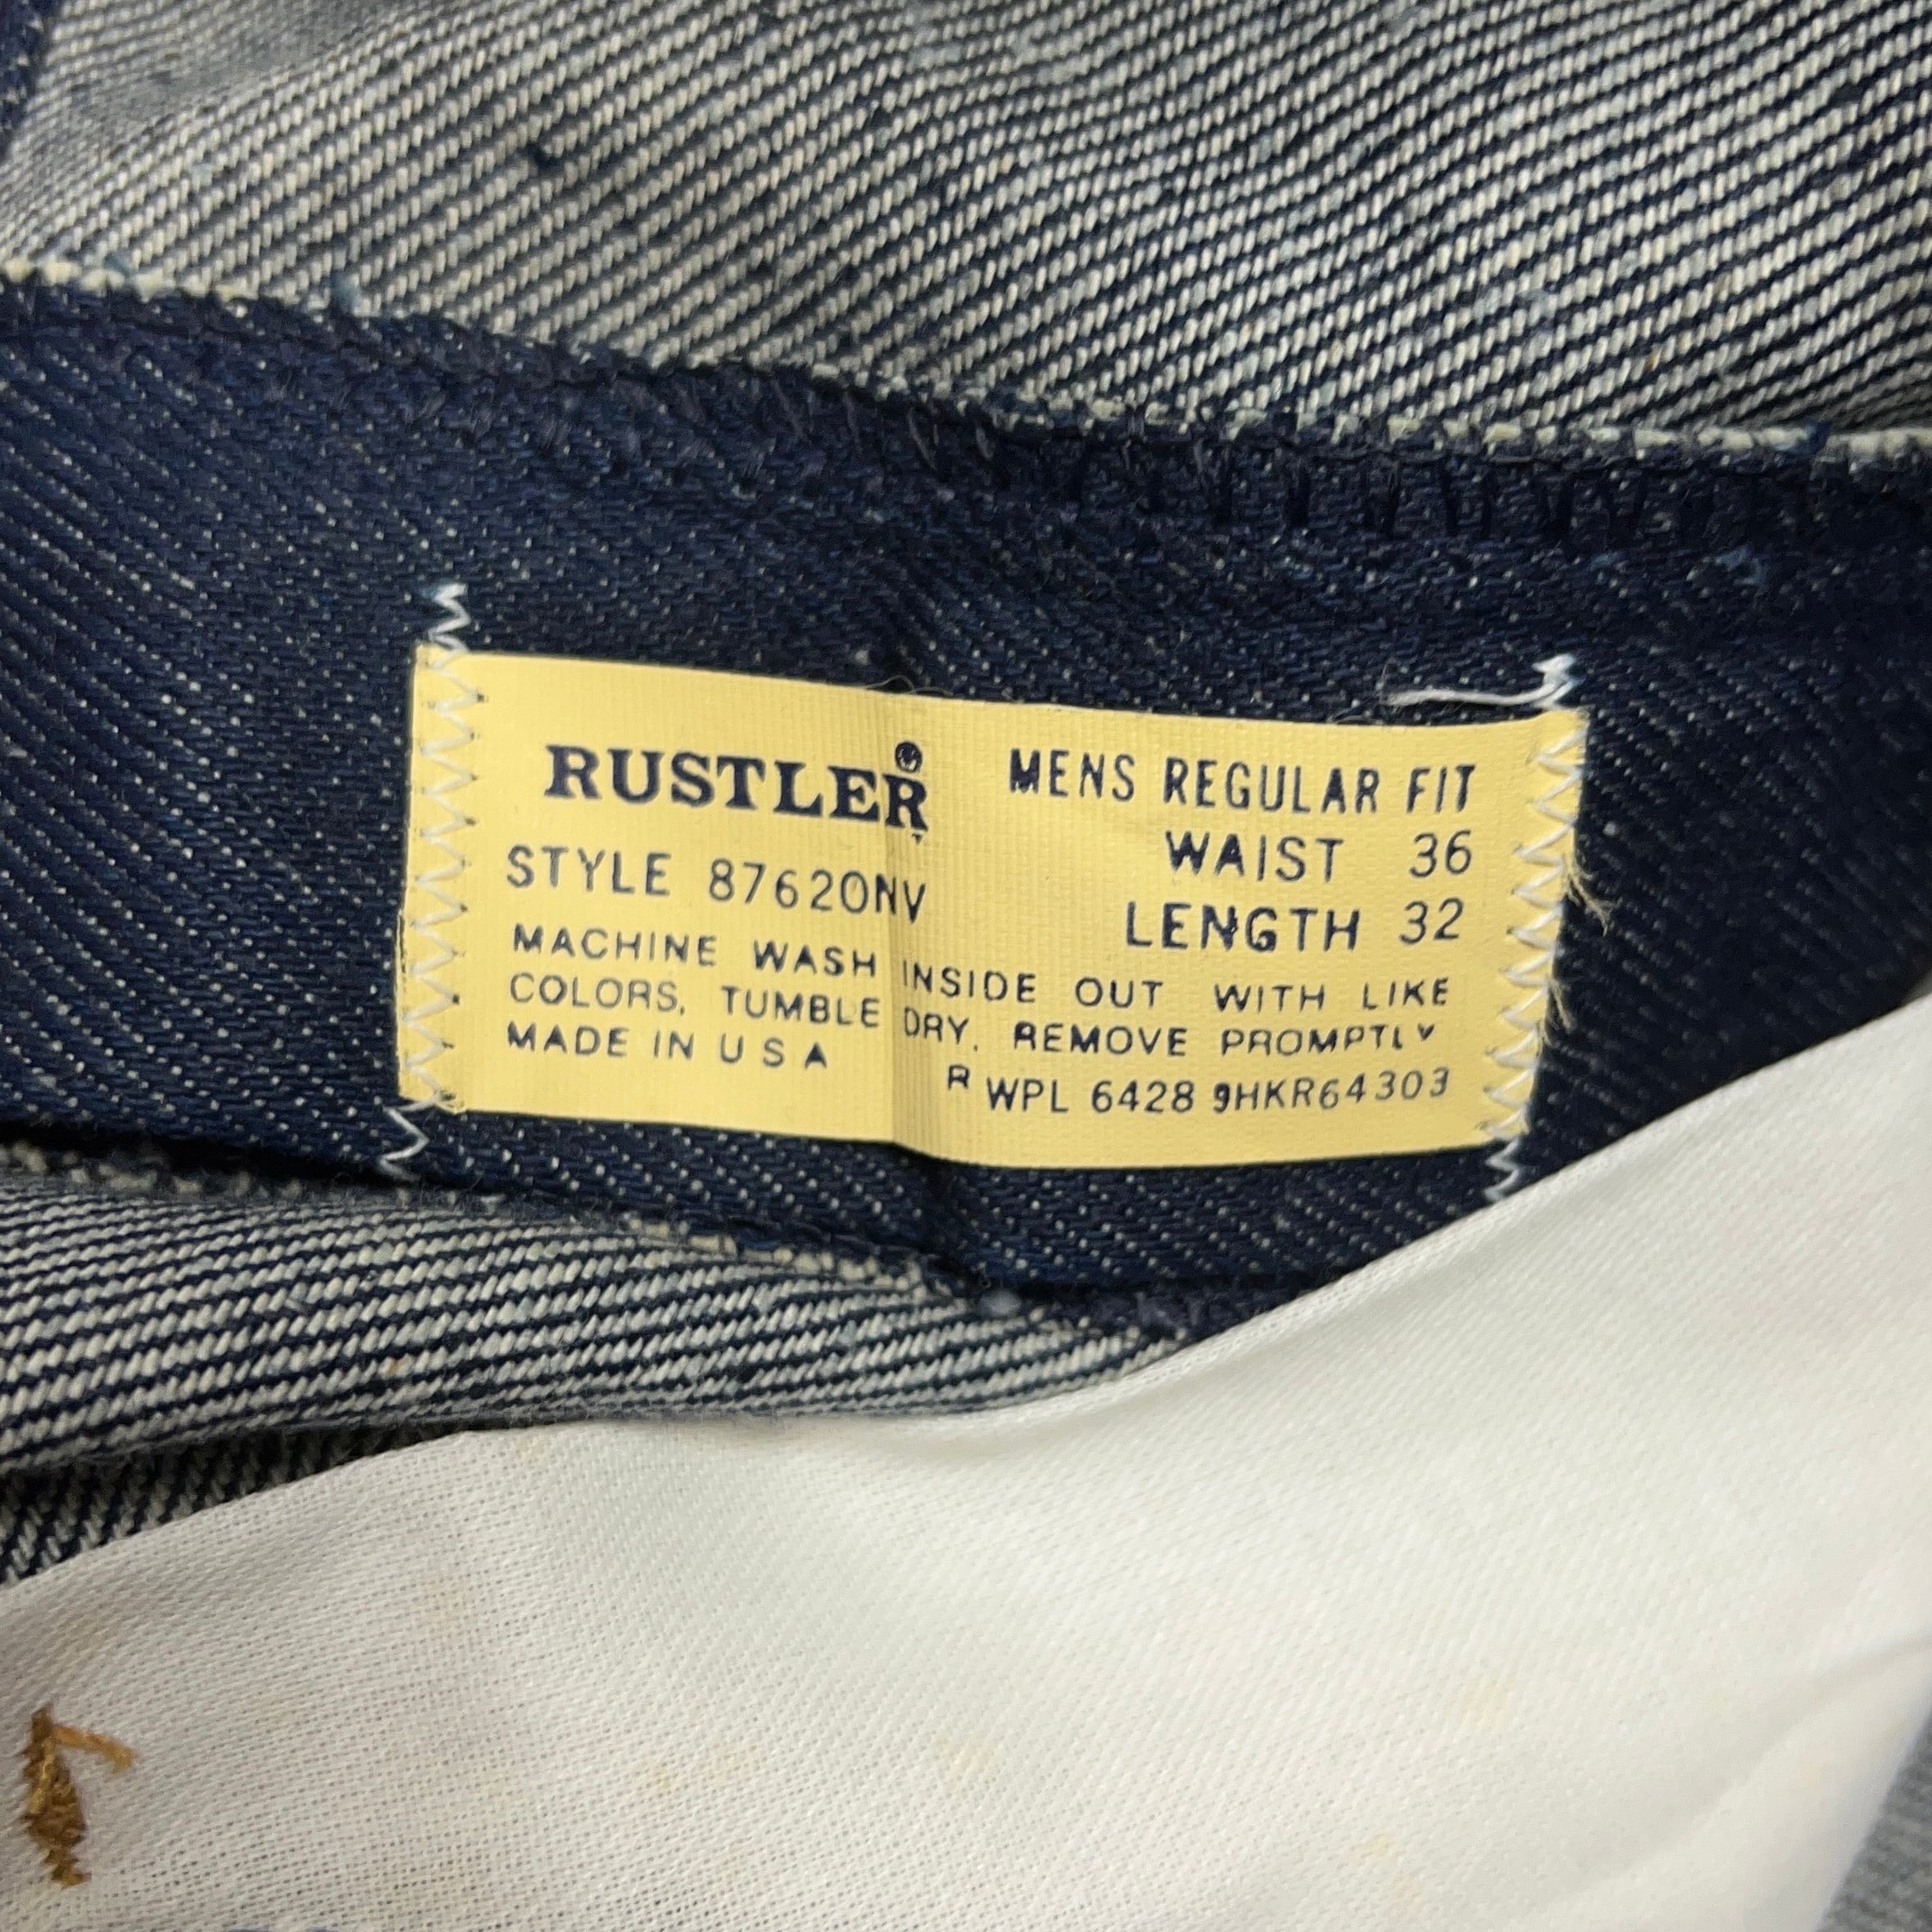 RUSTLER®
MENS REGULAR FIT
STYLE 87620NV
WAIST 36
LENGTH 32
MACHINE WASH INSIDE OUT WITH LIKE
COLORS, TUMBLE DRY. REMOVE PROMPTLY
MADE IN U S A
R WPL 6428 9HKR64303